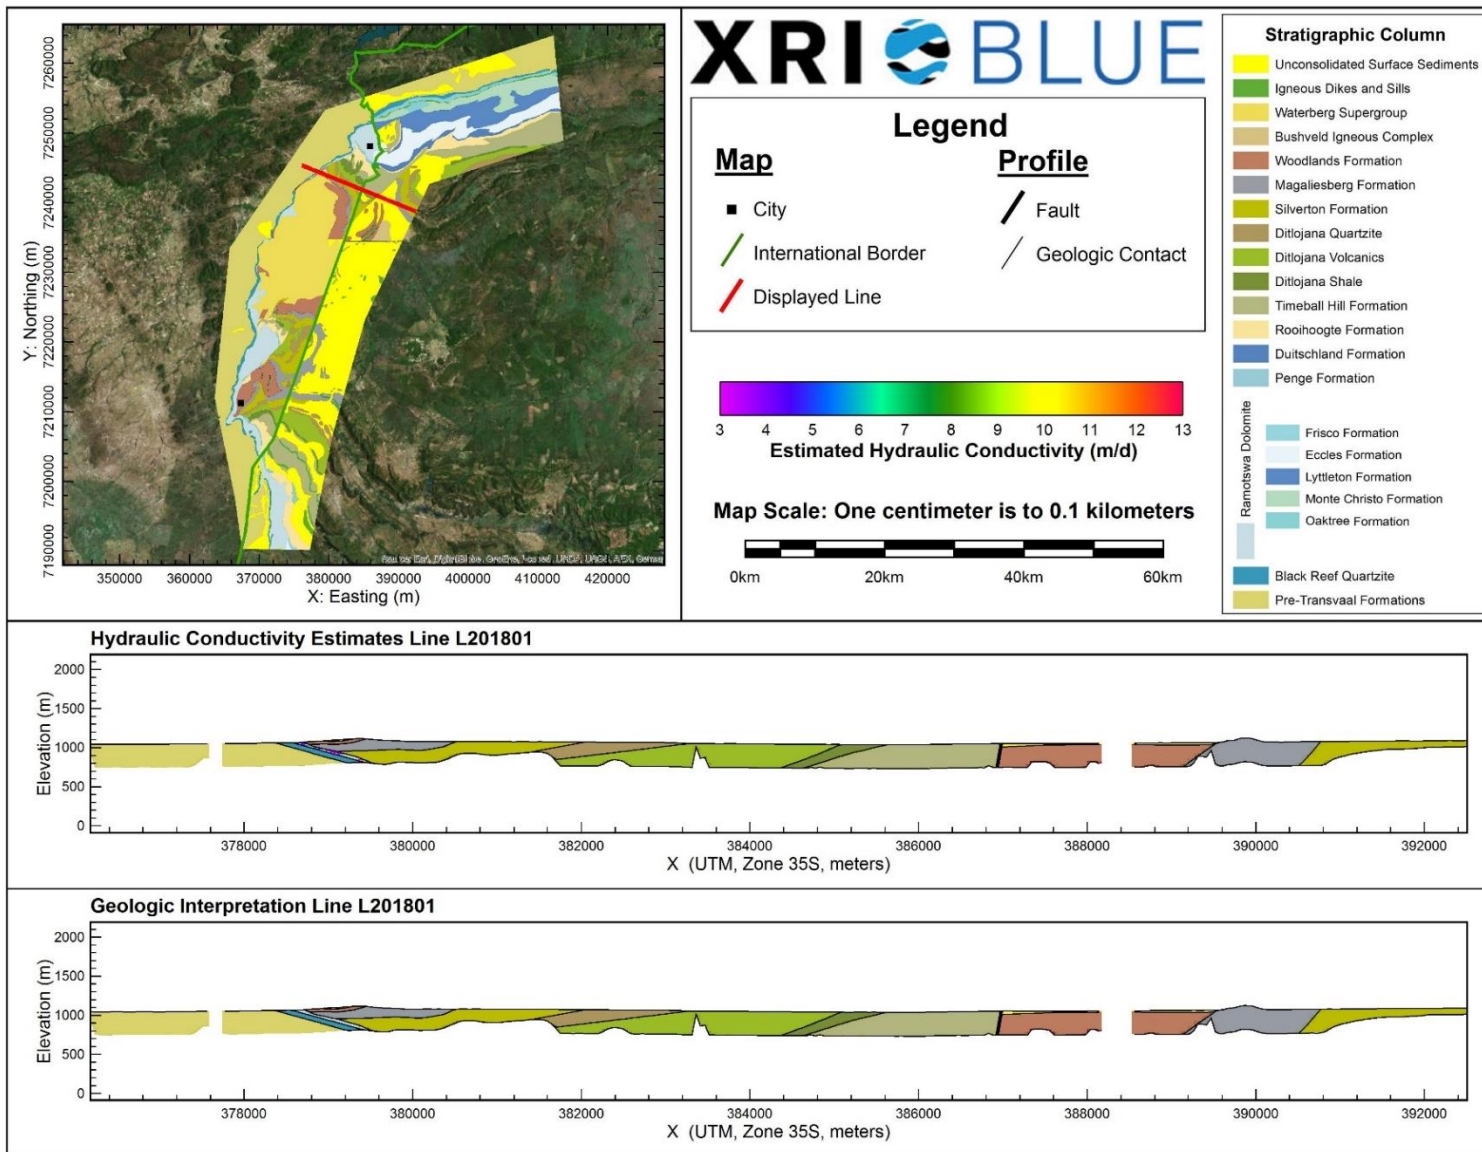 7260000
7250000
7240000
7230000
7220000
7210000
7200000
7190000
Y: Northing (m)
350000 360000 370000 380000 390000 400000 410000 420000
X: Easting (m)
XRI BLUE
Legend
Map
City
International Border
Displayed Line
Profile
Fault
Geologic Contact
3 4 5 6 7 8 9 10 11 12 13
Estimated Hydraulic Conductivity (m/d)
Map Scale: One centimeter is to 0.1 kilometers
0km 20km 40km 60km
Stratigraphic Column
Unconsolidated Surface Sediments
Igneous Dikes and Sills
Waterberg Supergroup
Bushveld Igneous Complex
Woodlands Formation
Magaliesberg Formation
Silverton Formation
Ditlojana Quartzite
Ditlojana Volcanics
Ditlojana Shale
Timeball Hill Formation
Rooihoogte Formation
Duitschland Formation
Penge Formation
Ramotswa Dolomite
Frisco Formation
Eccles Formation
Lyttleton Formation
Monte Christo Formation
Oaktree Formation
Black Reef Quartzite
Pre-Transvaal Formations
Hydraulic Conductivity Estimates Line L201801
2000
1500
1000
500
0
Elevation (m)
378000 380000 382000 384000 386000 388000 390000 392000
X (UTM, Zone 35S, meters)
Geologic Interpretation Line L201801
2000
1500
1000
500
0
Elevation (m)
378000 380000 382000 384000 386000 388000 390000 392000
X (UTM, Zone 35S, meters)